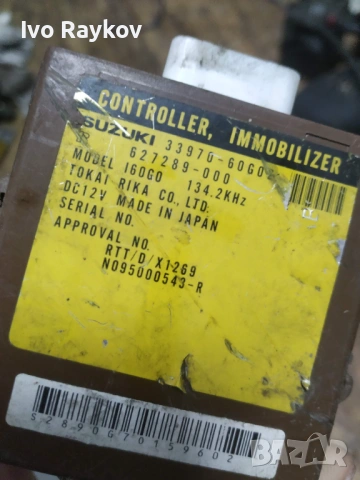 Ivo Raykov
CONTROLLER, IMMOBILIZER
SUZUKI 33970-60G0
627289-000
MODEL I60G0 134.2KHz
TOKAI RIKA CO., LTD.
DC12V MADE IN JAPAN
SERIAL NO.
APPROVAL NO.
RTT/D/X1269
N095000543-R
S2890G70159602
BAZAR